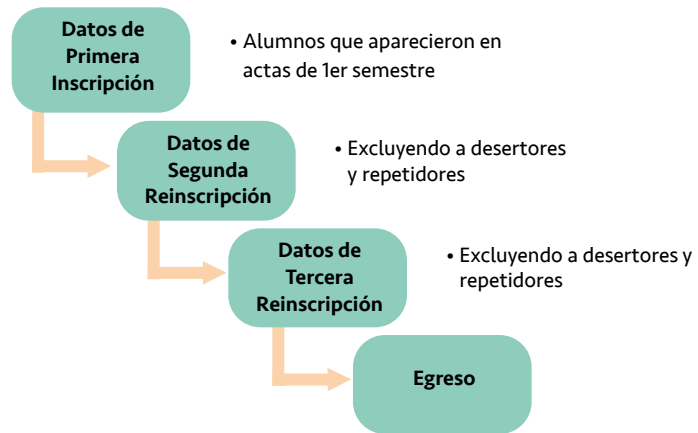 Datos de
Primera
Inscripción
• Alumnos que aparecieron en
actas de 1er semestre
Datos de
Segunda
Reinscripción
• Excluyendo a desertores
y repetidores
Datos de
Tercera
Reinscripción
• Excluyendo a desertores y
repetidores
Egreso